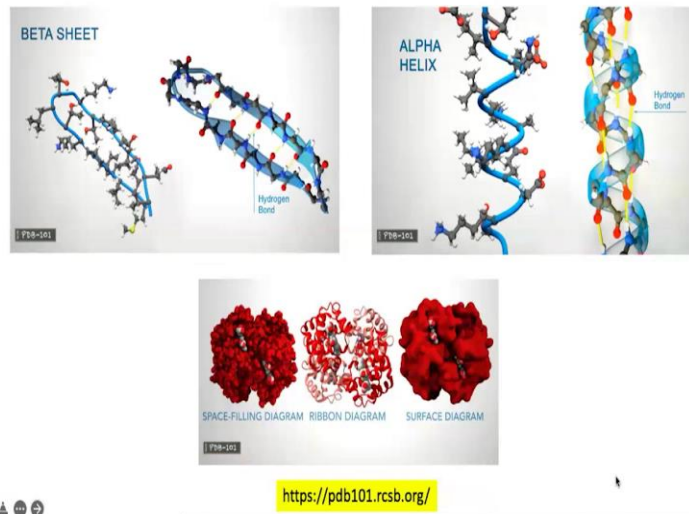 BETA SHEET
Hydrogen
Bond
PDB-101
ALPHA
HELIX
Hydrogen
Bond
PDB-101
SPACE-FILLING DIAGRAM RIBBON DIAGRAM SURFACE DIAGRAM
PDB-101
https://pdb101.rcsb.org/